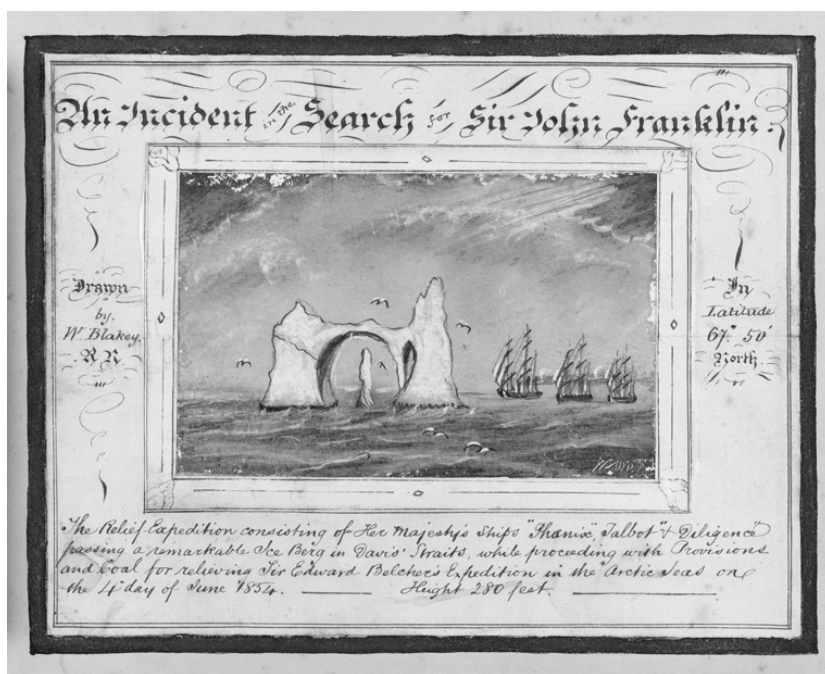 An Incident in the Search for Sir John Franklin.
Drawn
by
W. Blakey,
R N
In
Latitude
67° 50'
North
The Relief Expedition consisting of Her Majesty's Ships "Phœnix", Talbot" & Diligence"
passing a remarkable Ice Berg in Davis' Straits, while proceeding with Provisions
and Coal for relieving Sir Edward Belcher's Expedition in the Arctic Seas on
the 4th day of June 1854. Height 280 feet